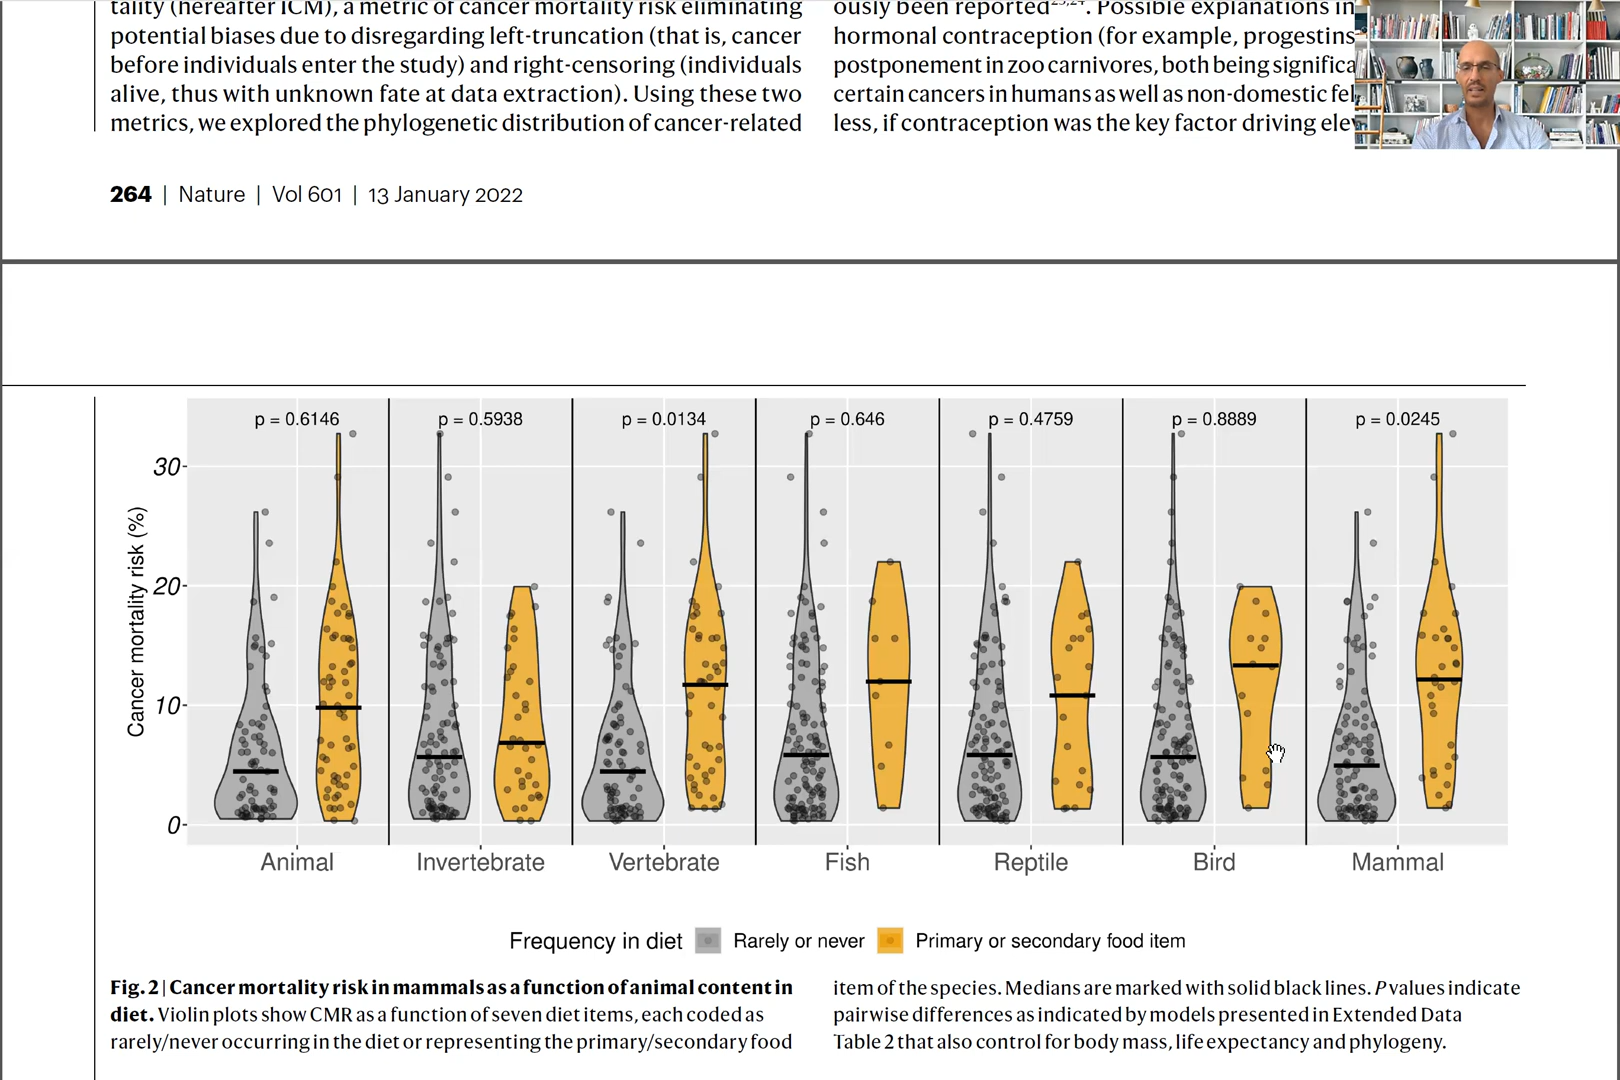 tality (hereafter ICM), a metric of cancer mortality risk eliminating
potential biases due to disregarding left-truncation (that is, cancer
before individuals enter the study) and right-censoring (individuals
alive, thus with unknown fate at data extraction). Using these two
metrics, we explored the phylogenetic distribution of cancer-related
ously been reported²³,²⁴. Possible explanations in
hormonal contraception (for example, progestins
postponement in zoo carnivores, both being significa
certain cancers in humans as well as non-domestic fel
less, if contraception was the key factor driving elev
264 | Nature | Vol 601 | 13 January 2022
p = 0.6146 p = 0.5938 p = 0.0134 p = 0.646 p = 0.4759 p = 0.8889 p = 0.0245
Cancer mortality risk (%)
30
20
10
0
Animal Invertebrate Vertebrate Fish Reptile Bird Mammal
Frequency in diet Rarely or never Primary or secondary food item
Fig. 2 | Cancer mortality risk in mammals as a function of animal content in
diet. Violin plots show CMR as a function of seven diet items, each coded as
rarely/never occurring in the diet or representing the primary/secondary food
item of the species. Medians are marked with solid black lines. P values indicate
pairwise differences as indicated by models presented in Extended Data
Table 2 that also control for body mass, life expectancy and phylogeny.